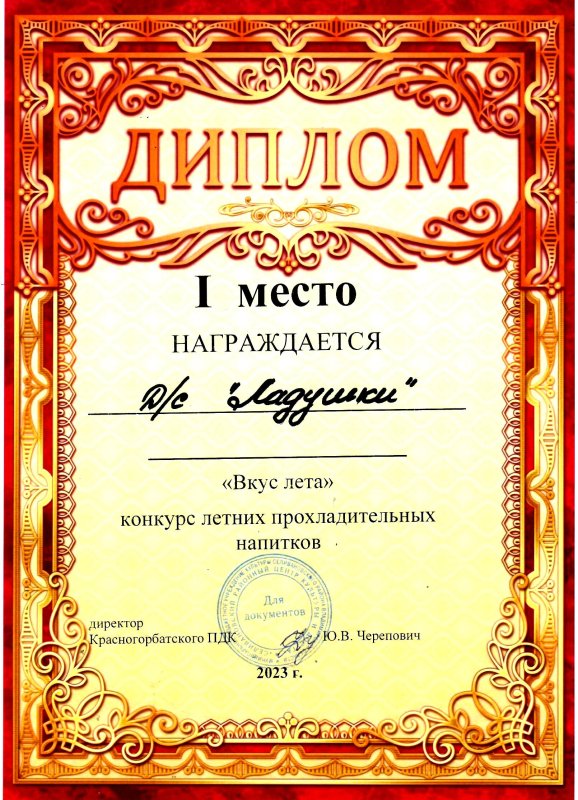 ДИПЛОМ
I место
НАГРАЖДАЕТСЯ
Д/с "Ладушки"
«Вкус лета»
конкурс летних прохладительных
напитков
Для
документов
директор
Красногорбатского ПДК Ю.В. Черепович
2023 г.